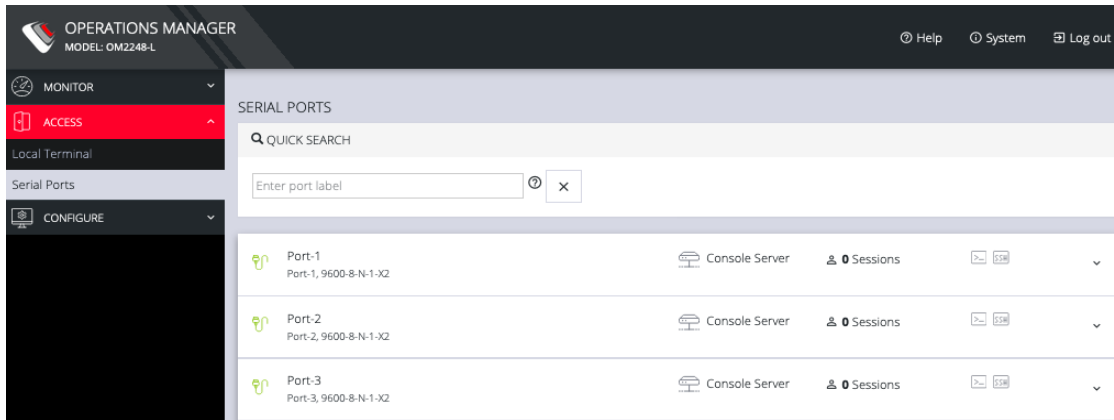 OPERATIONS MANAGER
MODEL: OM2248-L
Help
System
Log out
MONITOR
ACCESS
Local Terminal
Serial Ports
CONFIGURE
SERIAL PORTS
QUICK SEARCH
Enter port label
Port-1
Port-1, 9600-8-N-1-X2
Console Server
0 Sessions
SSH
Port-2
Port-2, 9600-8-N-1-X2
Console Server
0 Sessions
SSH
Port-3
Port-3, 9600-8-N-1-X2
Console Server
0 Sessions
SSH